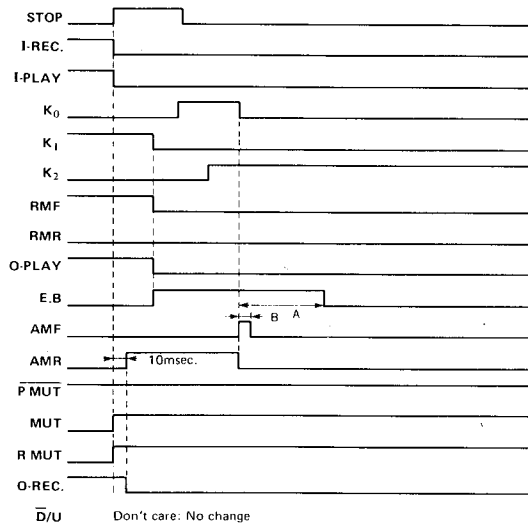 STOP
I-REC.
I-PLAY
K0
K1
K2
RMF
RMR
O-PLAY
E.B
A
B
AMF
AMR
10msec.
P MUT
MUT
R MUT
O-REC.
D/U Don't care: No change